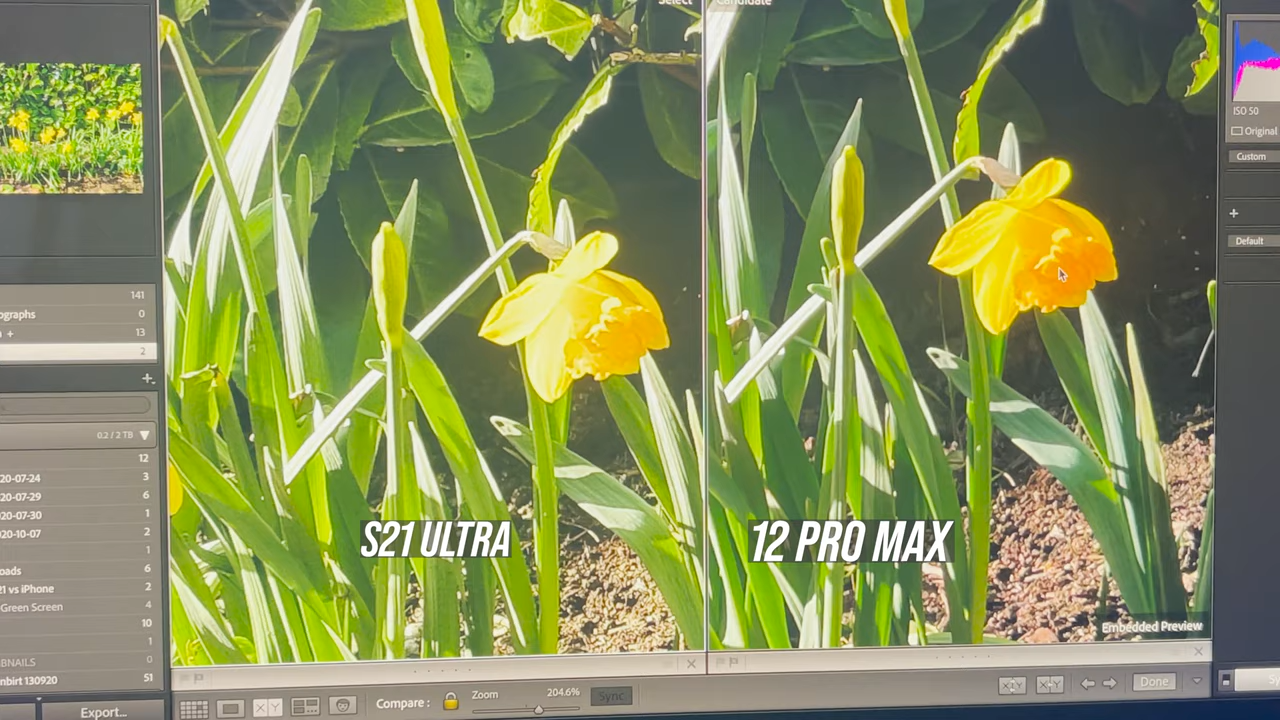 Select
Candidate
ISO 50
Original
Custom
Default
141
ographs
0
+
13
2
0.2 / 2 TB
12
20-07-24
3
20-07-29
6
20-07-30
1
20-10-07
2
1
oads
6
21 vs iPhone
2
Green Screen
4
10
1
BNAILS
0
nbirt 130920
51
Export...
S21 ULTRA
12 PRO MAX
Embedded Preview
XY
Compare :
Zoom
204.6%
Sync
Done
Sy